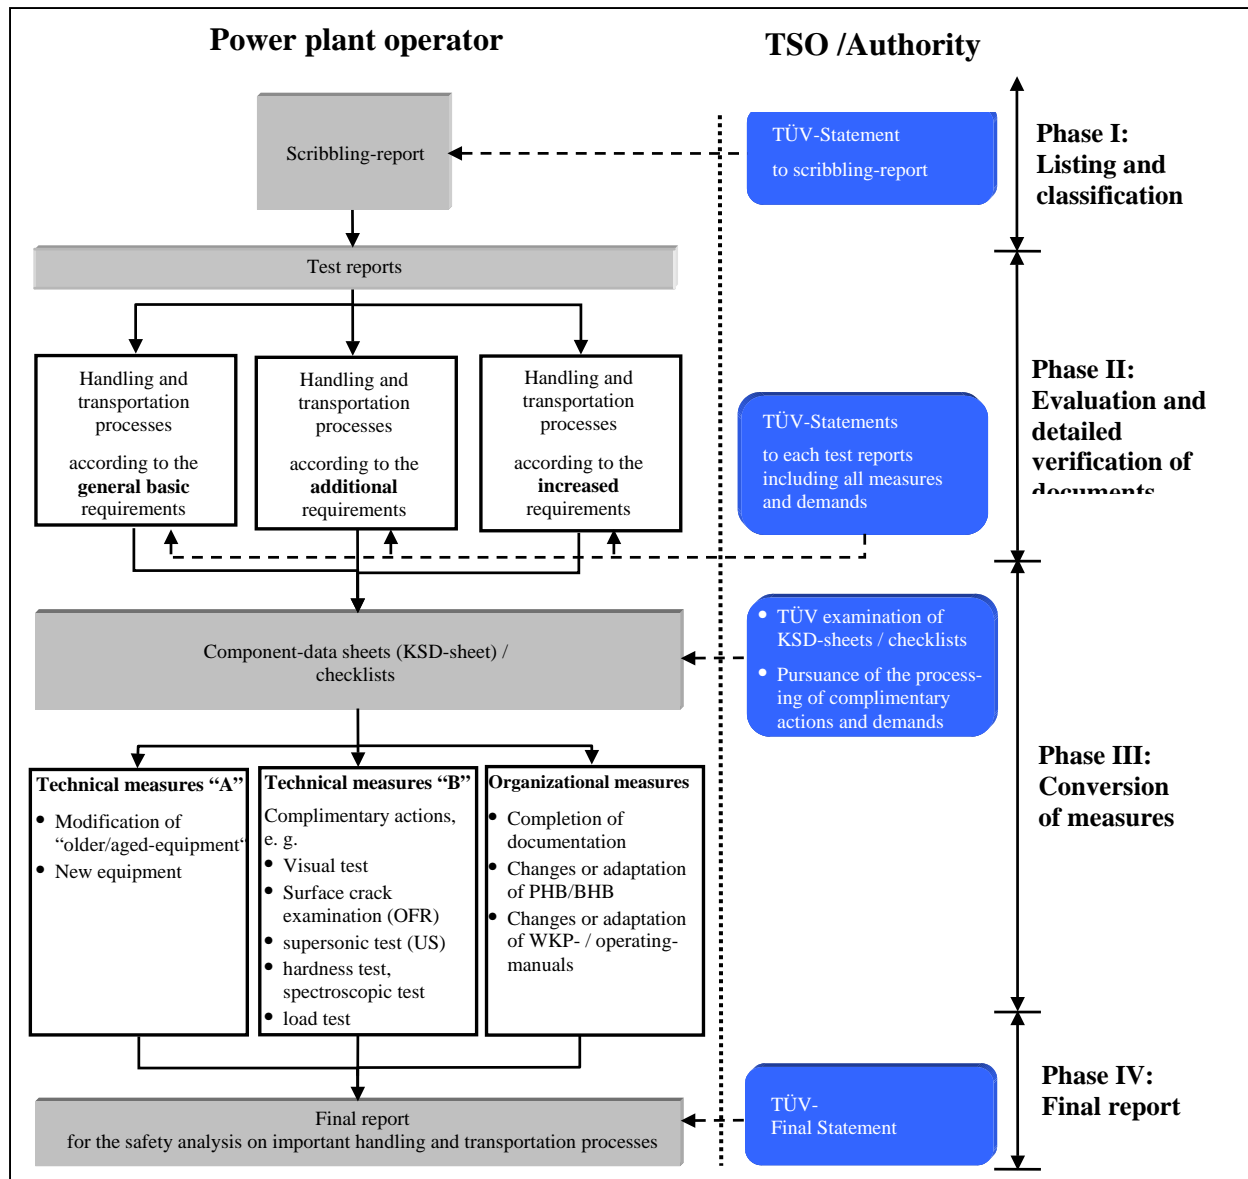 Power plant operator
TSO /Authority
Scribbling-report
TÜV-Statement
to scribbling-report
Phase I:
Listing and
classification
Test reports
Handling and
transportation
processes
according to the
general basic
requirements
Handling and
transportation
processes
according to the
additional
requirements
Handling and
transportation
processes
according to the
increased
requirements
TÜV-Statements
to each test reports
including all measures
and demands
Phase II:
Evaluation and
detailed
verification of
documents
Component-data sheets (KSD-sheet) /
checklists
• TÜV examination of
KSD-sheets / checklists
• Pursuance of the process-
ing of complimentary
actions and demands
Technical measures “A”
• Modification of
“older/aged-equipment“
• New equipment
Technical measures “B”
Complimentary actions,
e. g.
• Visual test
• Surface crack
examination (OFR)
• supersonic test (US)
• hardness test,
spectroscopic test
• load test
Organizational measures
• Completion of
documentation
• Changes or adaptation
of PHB/BHB
• Changes or adaptation
of WKP- / operating-
manuals
Phase III:
Conversion
of measures
Final report
for the safety analysis on important handling and transportation processes
TÜV-
Final Statement
Phase IV:
Final report